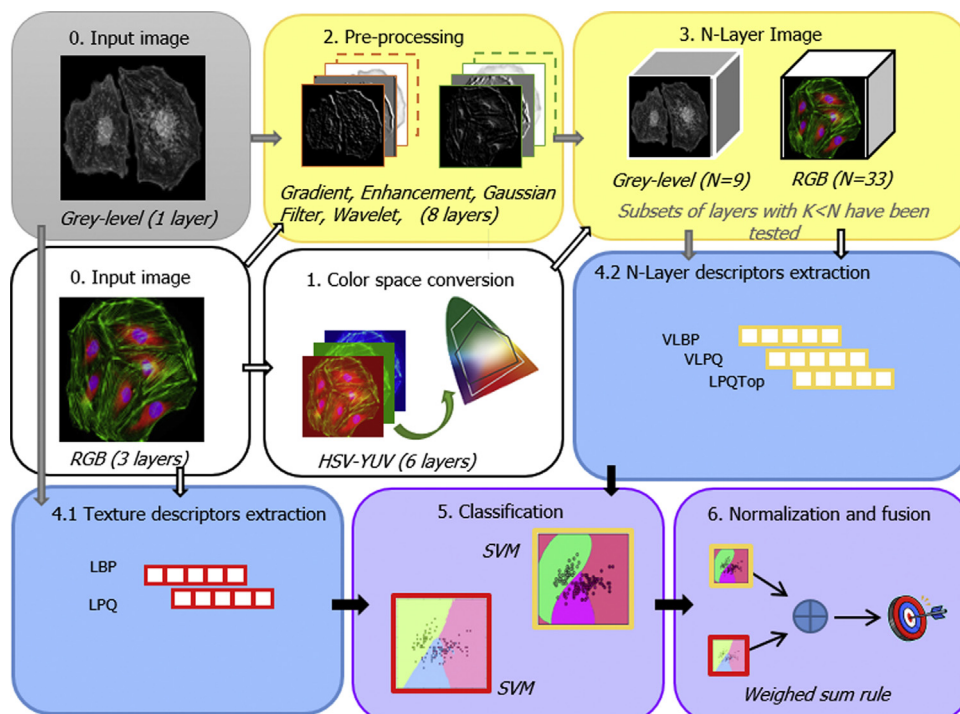 0. Input image
Grey-level (1 layer)
2. Pre-processing
Gradient, Enhancement, Gaussian
Filter, Wavelet, (8 layers)
3. N-Layer Image
Grey-level (N=9)
RGB (N=33)
Subsets of layers with K<N have been
tested
0. Input image
RGB (3 layers)
1. Color space conversion
HSV-YUV (6 layers)
4.2 N-Layer descriptors extraction
VLBP
VLPQ
LPQTop
4.1 Texture descriptors extraction
LBP
LPQ
5. Classification
SVM
SVM
6. Normalization and fusion
Weighed sum rule